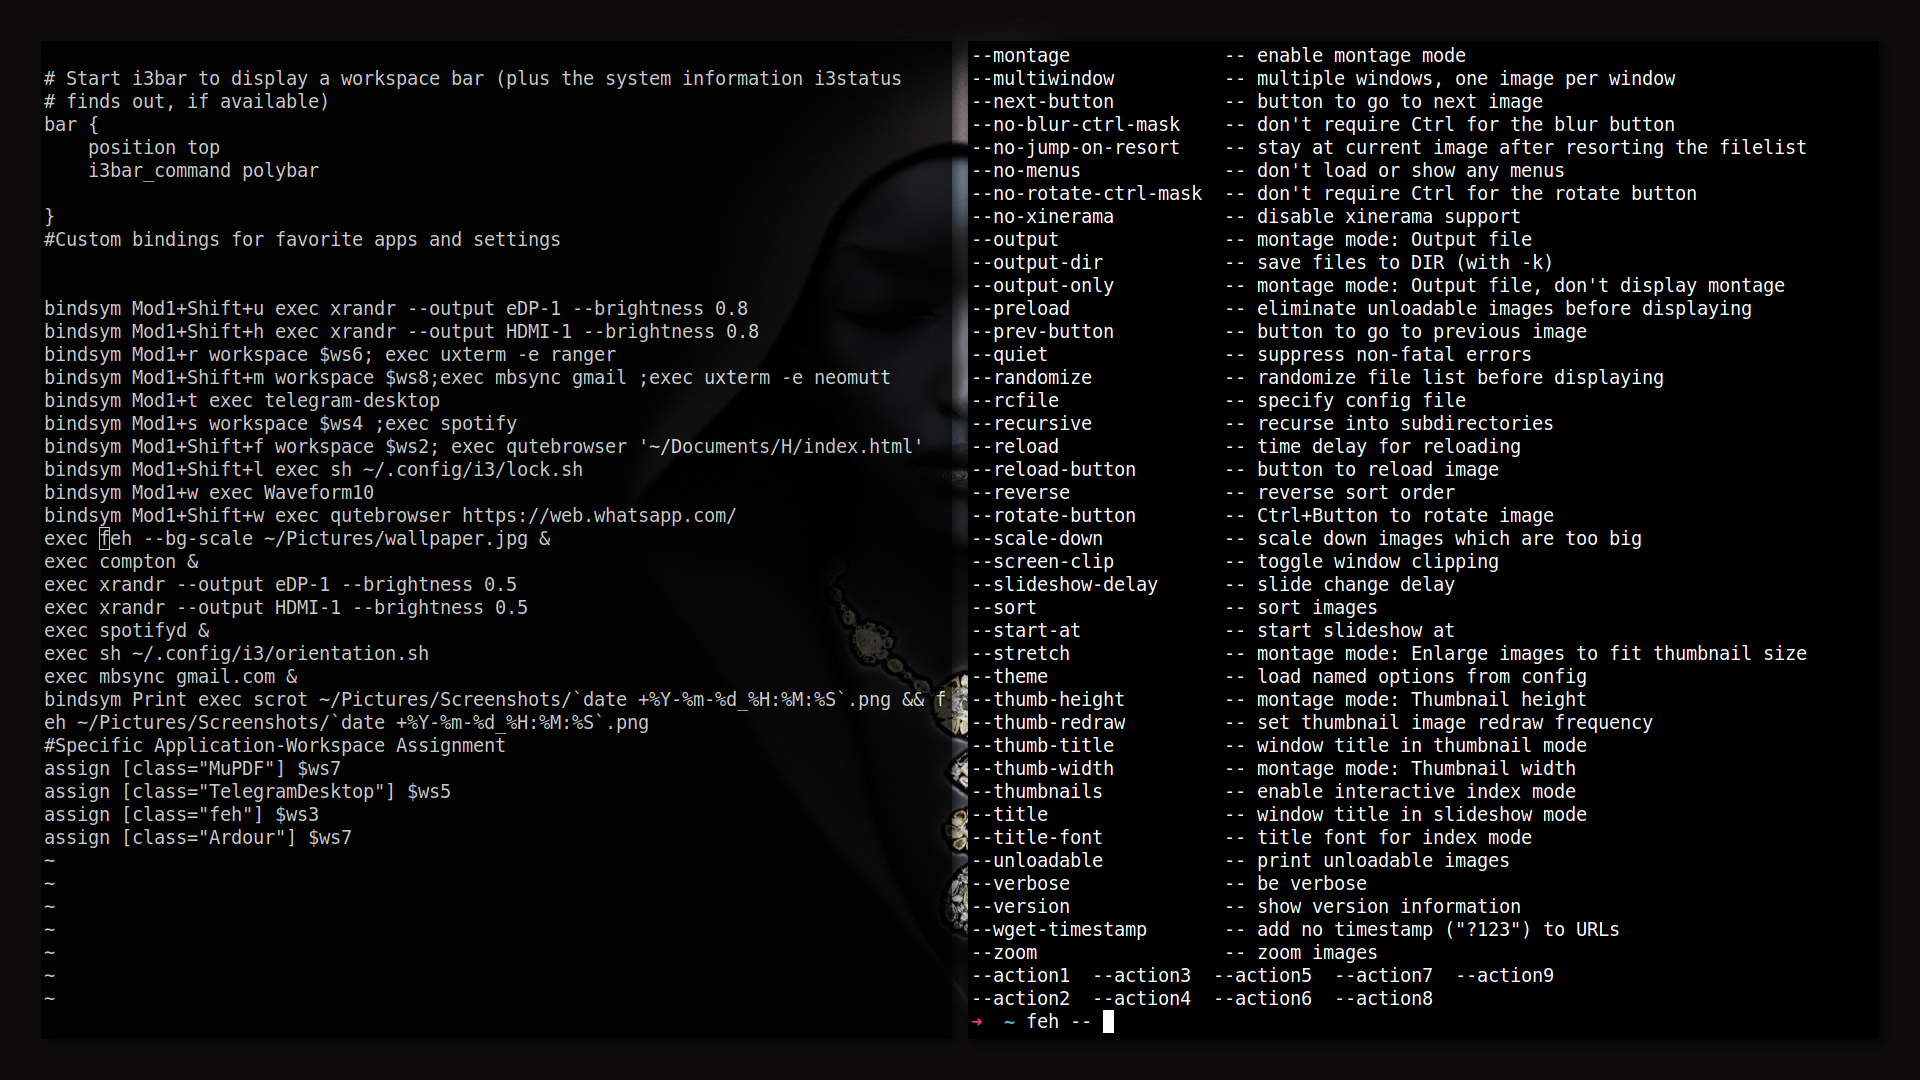 # Start i3bar to display a workspace bar (plus the system information i3status
# finds out, if available)
bar {
    position top
    i3bar_command polybar

}
#Custom bindings for favorite apps and settings


bindsym Mod1+Shift+u exec xrandr --output eDP-1 --brightness 0.8
bindsym Mod1+Shift+h exec xrandr --output HDMI-1 --brightness 0.8
bindsym Mod1+r workspace $ws6; exec uxterm -e ranger
bindsym Mod1+Shift+m workspace $ws8;exec mbsync gmail ;exec uxterm -e neomutt
bindsym Mod1+t exec telegram-desktop
bindsym Mod1+s workspace $ws4 ;exec spotify
bindsym Mod1+Shift+f workspace $ws2; exec qutebrowser '~/Documents/H/index.html'
bindsym Mod1+Shift+l exec sh ~/.config/i3/lock.sh
bindsym Mod1+w exec Waveform10
bindsym Mod1+Shift+w exec qutebrowser https://web.whatsapp.com/
exec feh --bg-scale ~/Pictures/wallpaper.jpg &
exec compton &
exec xrandr --output eDP-1 --brightness 0.5
exec xrandr --output HDMI-1 --brightness 0.5
exec spotifyd &
exec sh ~/.config/i3/orientation.sh
exec mbsync gmail.com &
bindsym Print exec scrot ~/Pictures/Screenshots/`date +%Y-%m-%d_%H:%M:%S`.png && f
eh ~/Pictures/Screenshots/`date +%Y-%m-%d_%H:%M:%S`.png
#Specific Application-Workspace Assignment
assign [class="MuPDF"] $ws7
assign [class="TelegramDesktop"] $ws5
assign [class="feh"] $ws3
assign [class="Ardour"] $ws7
~
~
~
~
~
~
~
--montage              -- enable montage mode
--multiwindow          -- multiple windows, one image per window
--next-button          -- button to go to next image
--no-blur-ctrl-mask    -- don't require Ctrl for the blur button
--no-jump-on-resort    -- stay at current image after resorting the filelist
--no-menus             -- don't load or show any menus
--no-rotate-ctrl-mask  -- don't require Ctrl for the rotate button
--no-xinerama          -- disable xinerama support
--output               -- montage mode: Output file
--output-dir           -- save files to DIR (with -k)
--output-only          -- montage mode: Output file, don't display montage
--preload              -- eliminate unloadable images before displaying
--prev-button          -- button to go to previous image
--quiet                -- suppress non-fatal errors
--randomize            -- randomize file list before displaying
--rcfile               -- specify config file
--recursive            -- recurse into subdirectories
--reload               -- time delay for reloading
--reload-button        -- button to reload image
--reverse              -- reverse sort order
--rotate-button        -- Ctrl+Button to rotate image
--scale-down           -- scale down images which are too big
--screen-clip          -- toggle window clipping
--slideshow-delay      -- slide change delay
--sort                 -- sort images
--start-at             -- start slideshow at
--stretch              -- montage mode: Enlarge images to fit thumbnail size
--theme                -- load named options from config
--thumb-height         -- montage mode: Thumbnail height
--thumb-redraw         -- set thumbnail image redraw frequency
--thumb-title          -- window title in thumbnail mode
--thumb-width          -- montage mode: Thumbnail width
--thumbnails           -- enable interactive index mode
--title                -- window title in slideshow mode
--title-font           -- title font for index mode
--unloadable           -- print unloadable images
--verbose              -- be verbose
--version              -- show version information
--wget-timestamp       -- add no timestamp ("?123") to URLs
--zoom                 -- zoom images
--action1  --action3  --action5  --action7  --action9
--action2  --action4  --action6  --action8
➜  ~ feh --